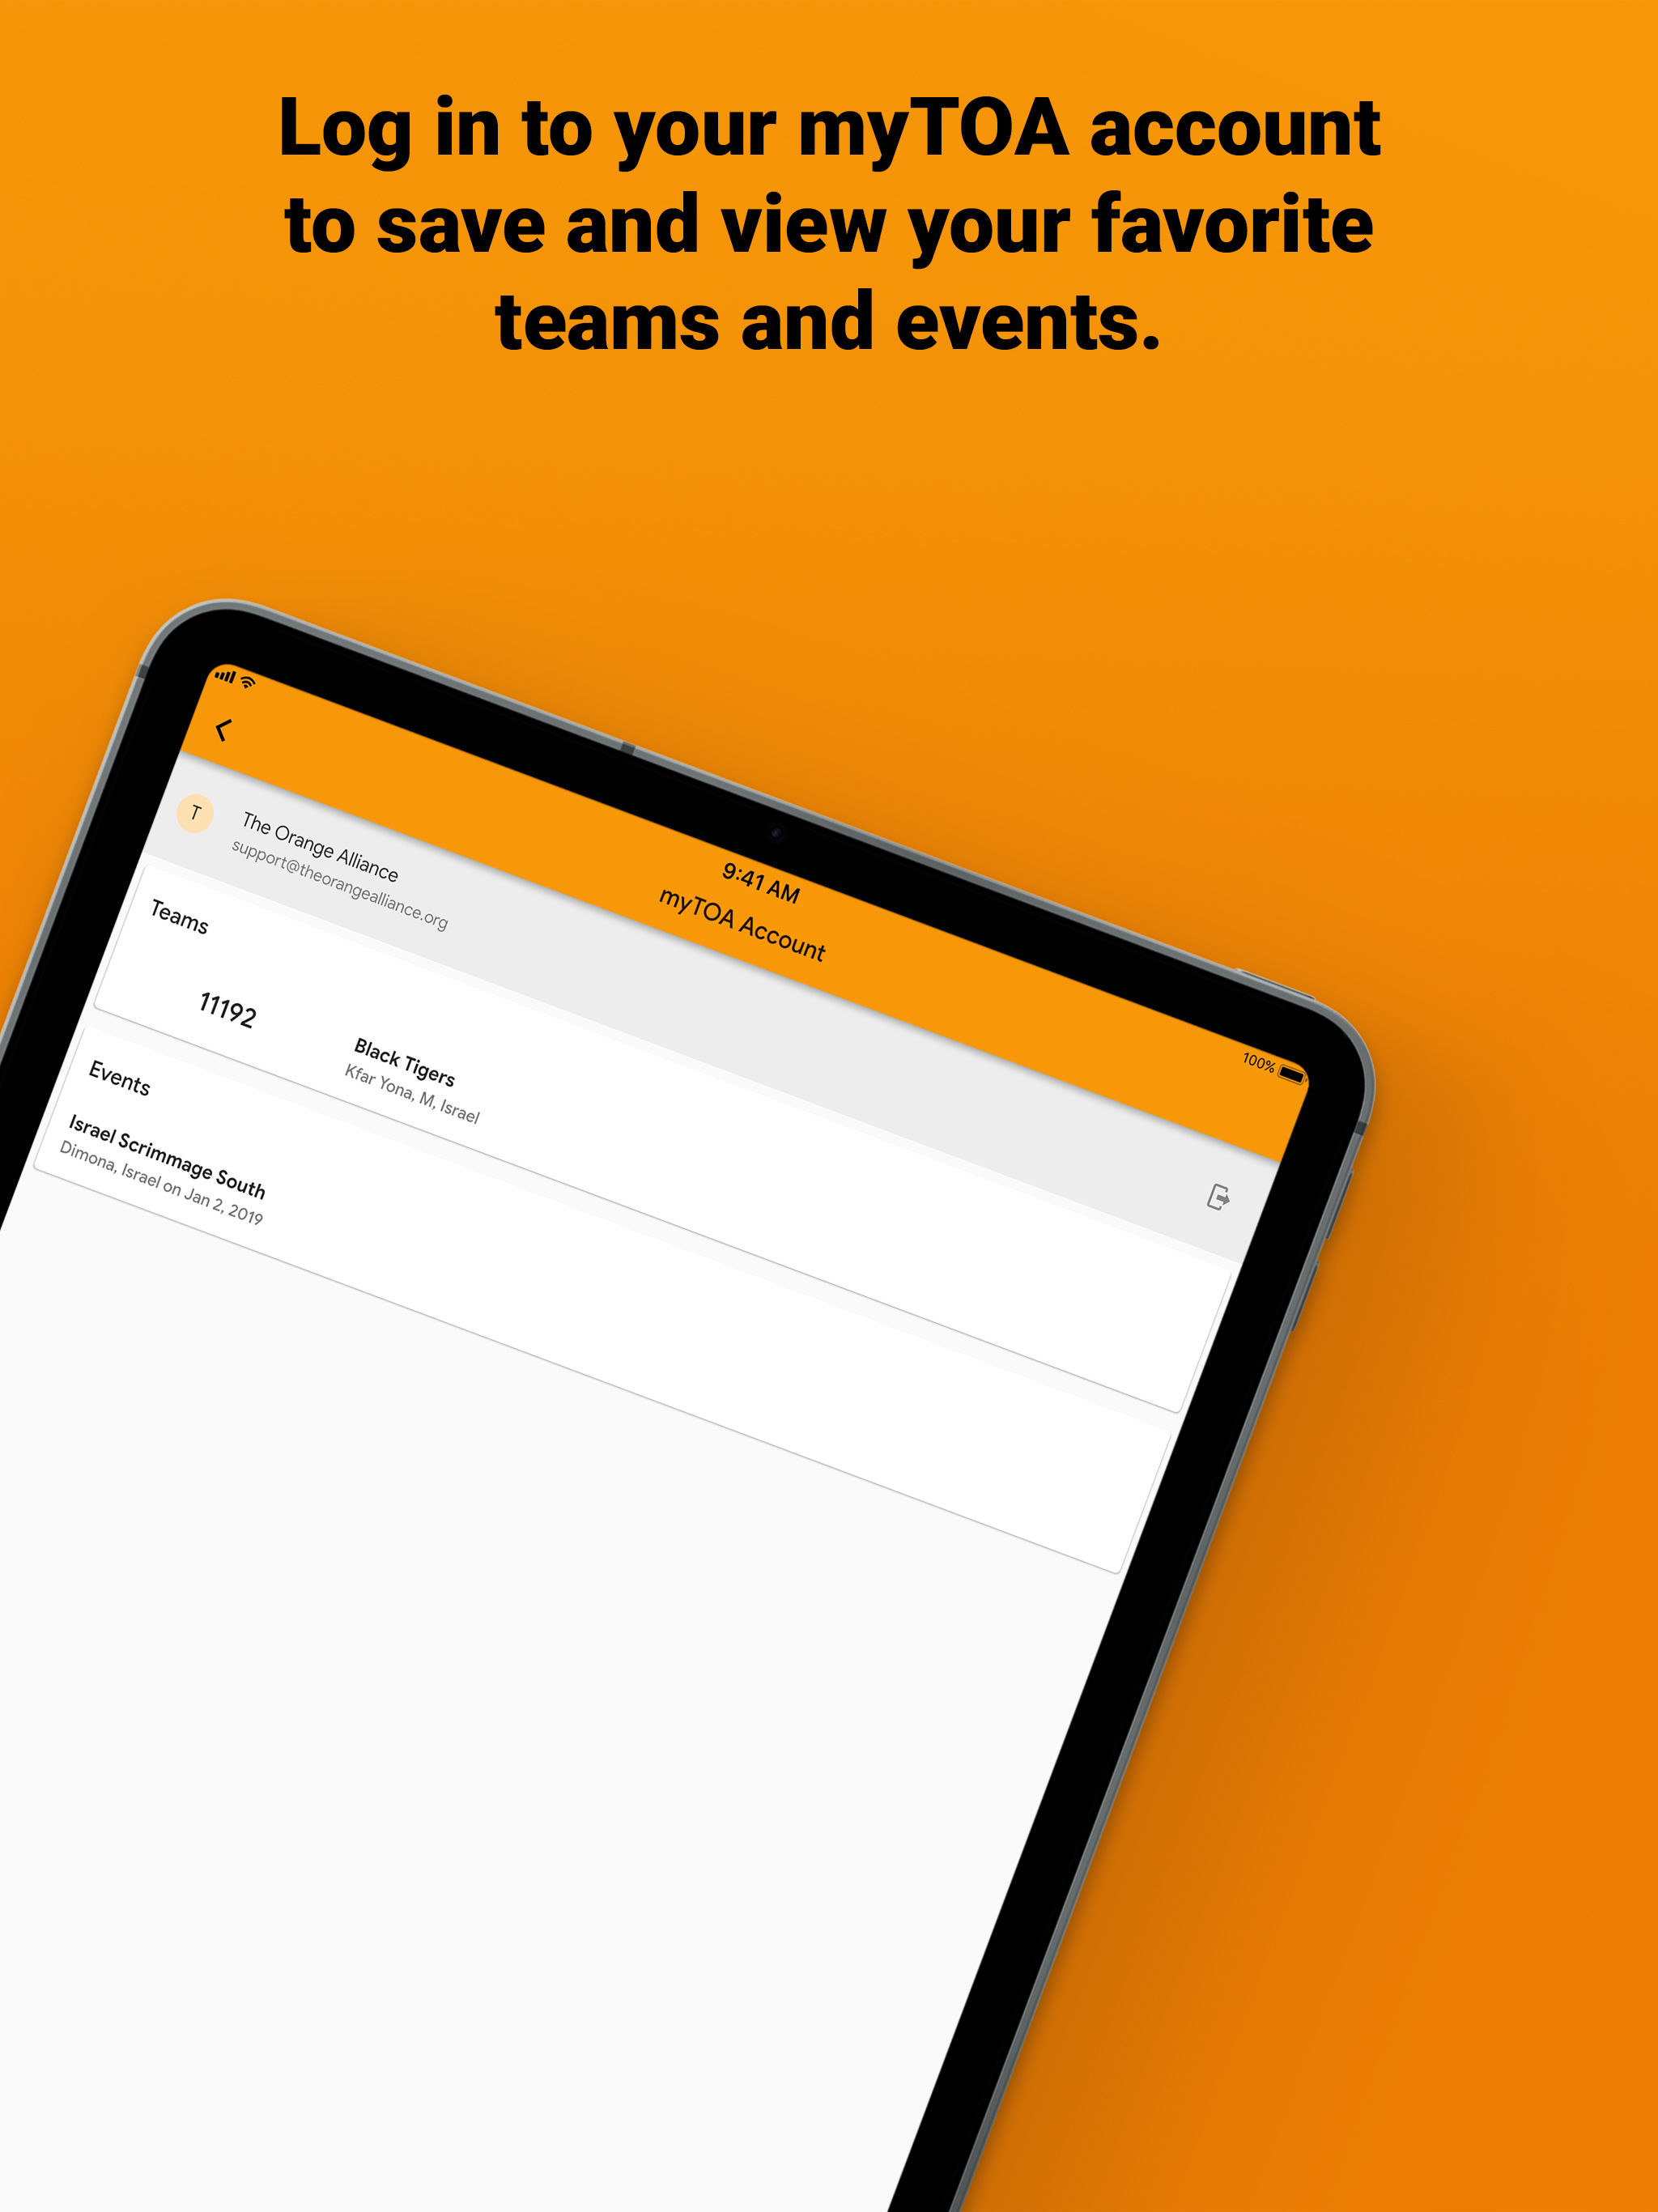 Log in to your myTOA account
to save and view your favorite
teams and events.
9:41 AM
100%
myTOA Account
T
The Orange Alliance
support@theorangealliance.org
Teams
11192
Black Tigers
Kfar Yona, M, Israel
Events
Israel Scrimmage South
Dimona, Israel on Jan 2, 2019